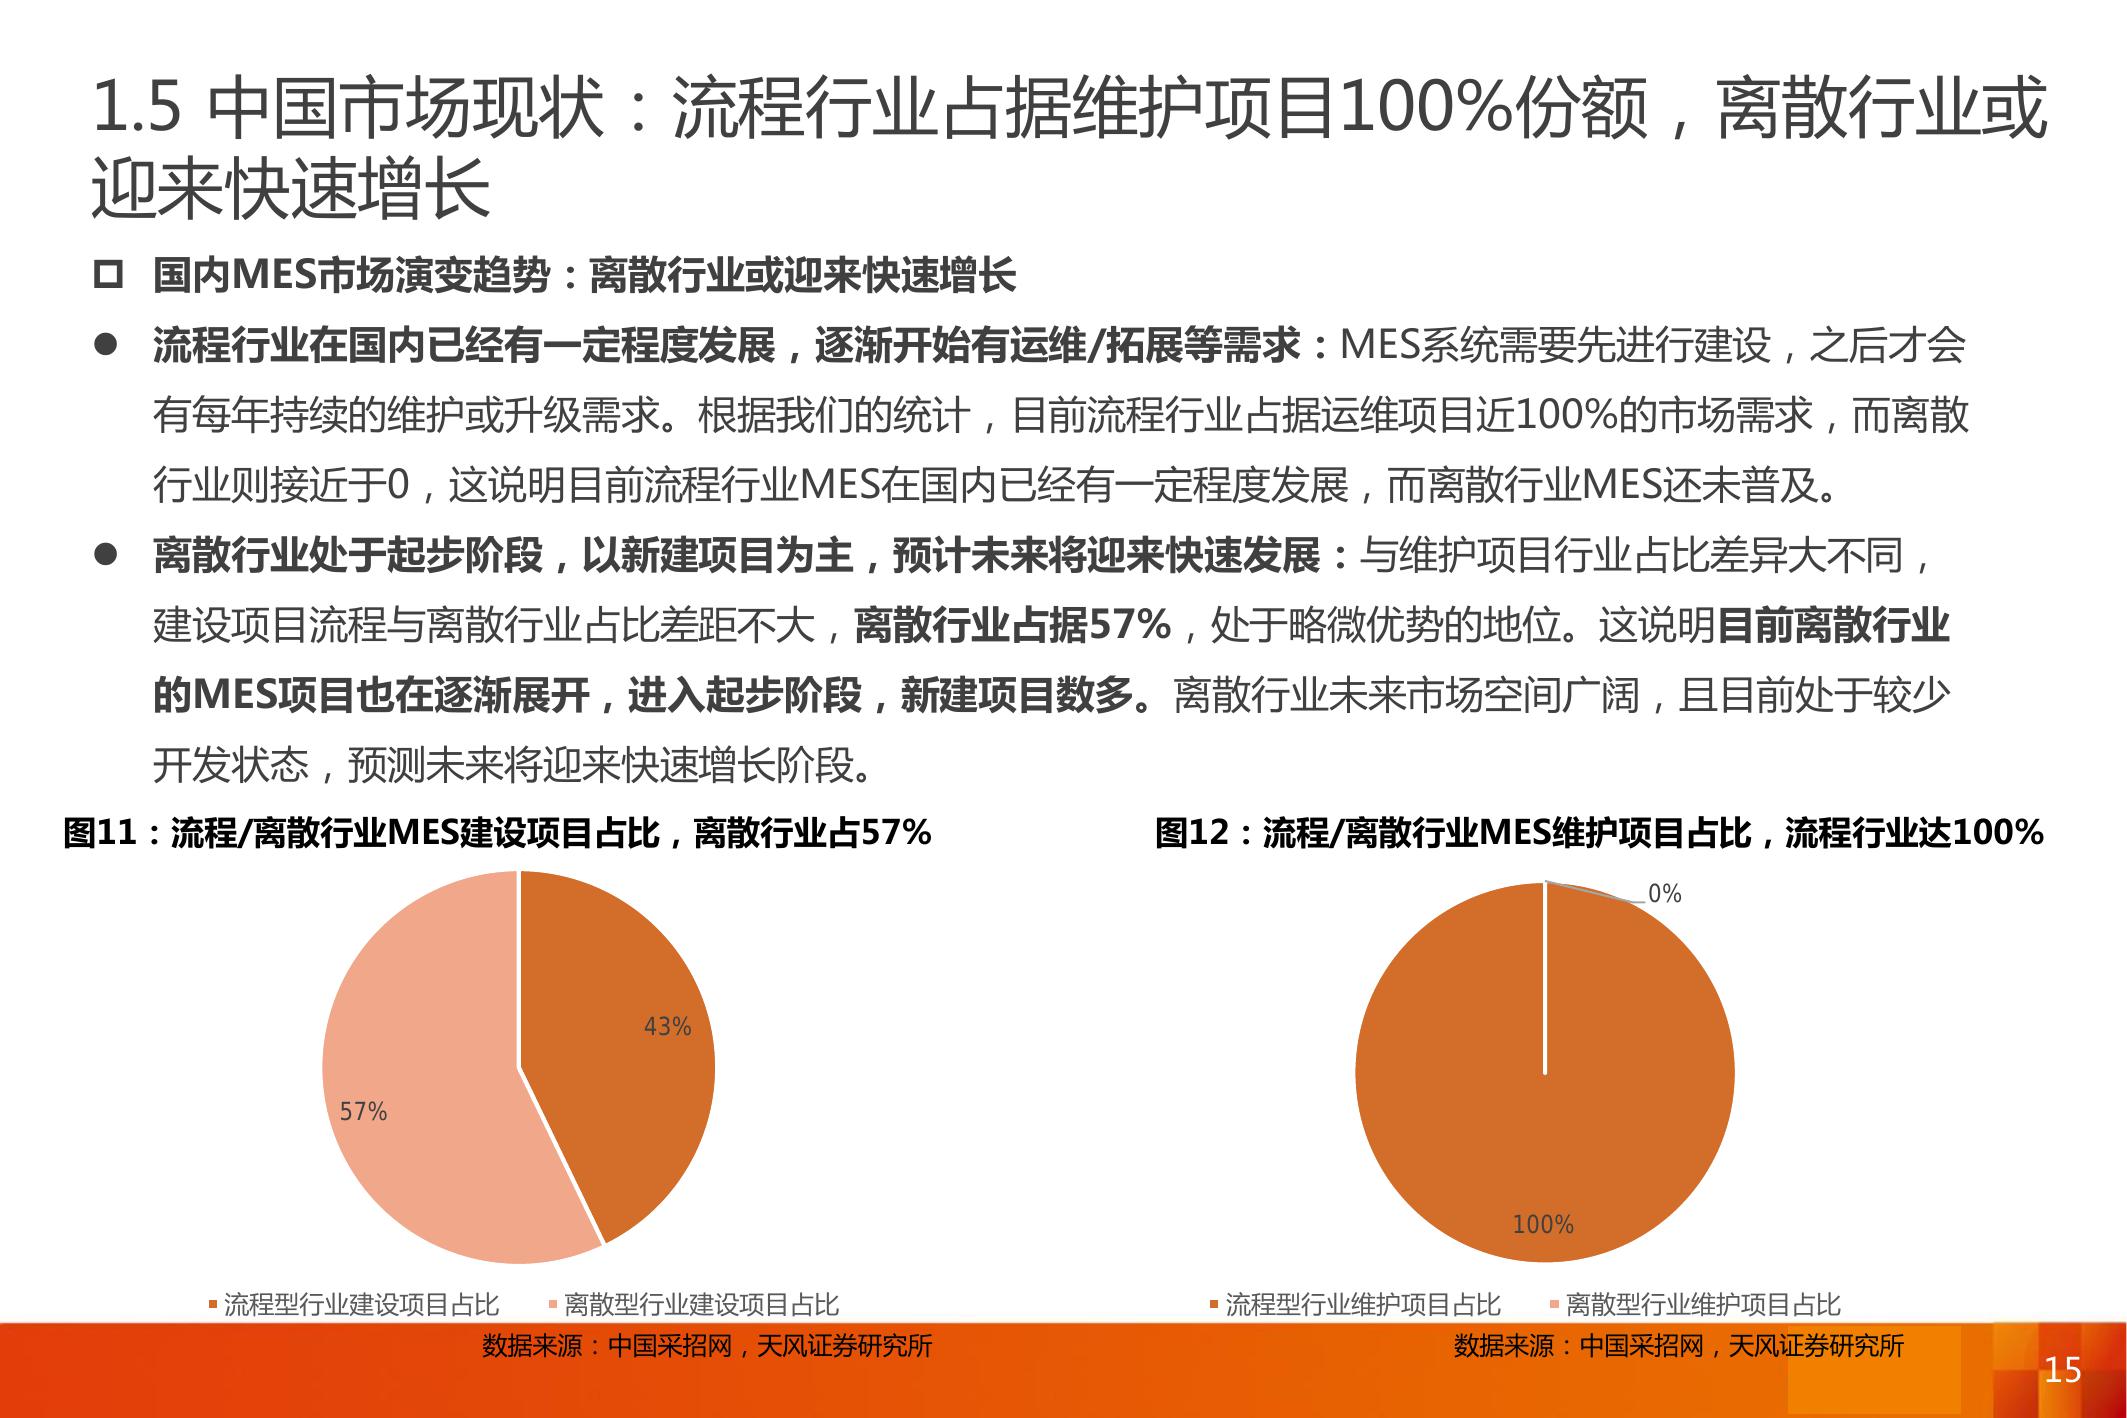 1.5 中国市场现状：流程行业占据维护项目100%份额，离散行业或
迎来快速增长
国内MES市场演变趋势：离散行业或迎来快速增长
流程行业在国内已经有一定程度发展，逐渐开始有运维/拓展等需求：MES系统需要先进行建设，之后才会
有每年持续的维护或升级需求。根据我们的统计，目前流程行业占据运维项目近100%的市场需求，而离散
行业则接近于0，这说明目前流程行业MES在国内已经有一定程度发展，而离散行业MES还未普及。
离散行业处于起步阶段，以新建项目为主，预计未来将迎来快速发展：与维护项目行业占比差异大不同，
建设项目流程与离散行业占比差距不大，离散行业占据57%，处于略微优势的地位。这说明目前离散行业
的MES项目也在逐渐展开，进入起步阶段，新建项目数多。离散行业未来市场空间广阔，且目前处于较少
开发状态，预测未来将迎来快速增长阶段。
图11：流程/离散行业MES建设项目占比，离散行业占57%
43%
57%
流程型行业建设项目占比 离散型行业建设项目占比
数据来源：中国采招网，天风证券研究所
图12：流程/离散行业MES维护项目占比，流程行业达100%
0%
100%
流程型行业维护项目占比 离散型行业维护项目占比
数据来源：中国采招网，天风证券研究所
15